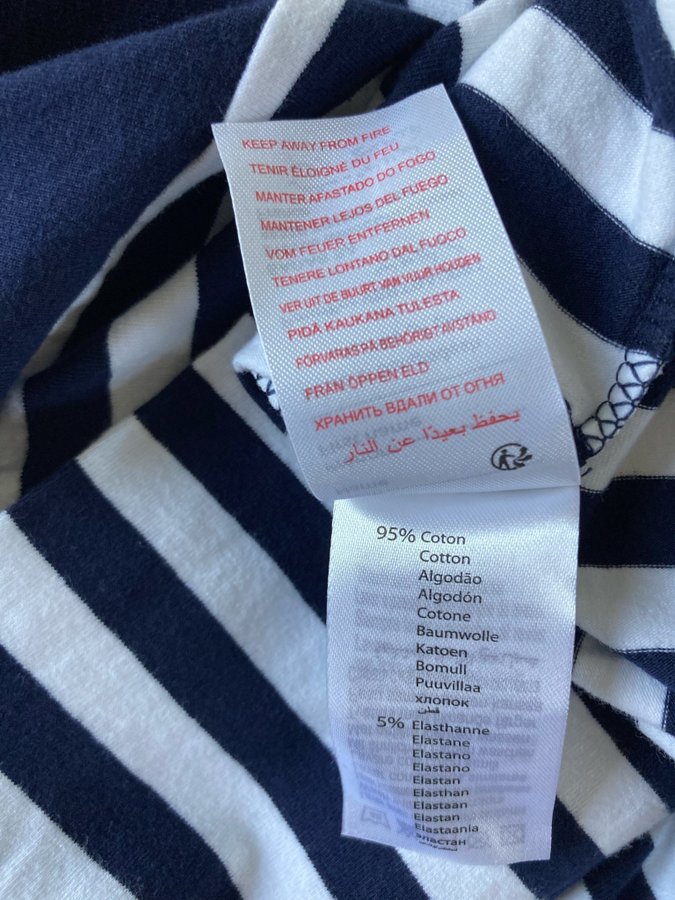 KEEP AWAY FROM FIRE
TENIR ÉLOIGNÉ DU FEU
MANTER AFASTADO DO FOGO
MANTENER LEJOS DEL FUEGO
VOM FEUER ENTFERNEN
TENERE LONTANO DAL FUOCO
VER UIT DE BUURT VAN VUUR HOUDEN
PIDÄ KAUKANA TULESTA
FÖRVARAS PÅ BEHÖRIGT AVSTÅND
FRÅN ÖPPEN ELD
ХРАНИТЬ ВДАЛИ ОТ ОГНЯ
يحفظ بعيدًا عن النار
95% Coton
Cotton
Algodão
Algodón
Cotone
Baumwolle
Katoen
Bomull
Puuvillaa
хлопок
قطن
5% Elasthanne
Elastane
Elastano
Elastano
Elastan
Elasthan
Elastaan
Elastan
Elastaania
эластан